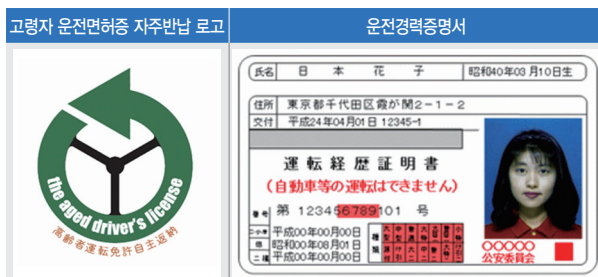 고령자 운전면허증 자주반납 로고
운전경력증명서
the aged driver's license
高齢者運転免許自主返納
氏名 日本花子 昭和40年03月10日生
住所 東京都千代田区霞が関2-1-2
交付 平成24年04月01日 12345-1
運転経歴証明書
(自動車等の運転はできません)
番号 第 123456789101 号
平成00年00月00日
他 昭和00年08月01日
二種 平成00年00月00日
種類
公安委員会